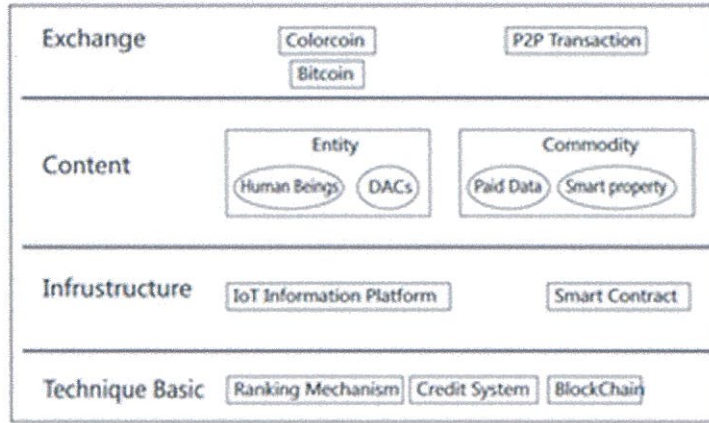 Exchange Colorcoin P2P Transaction
Bitcoin
Entity Commodity
Content
Human Beings DACs Paid Data Smart property
Infrustructure IoT Information Platform Smart Contract
Technique Basic Ranking Mechanism Credit System BlockChain